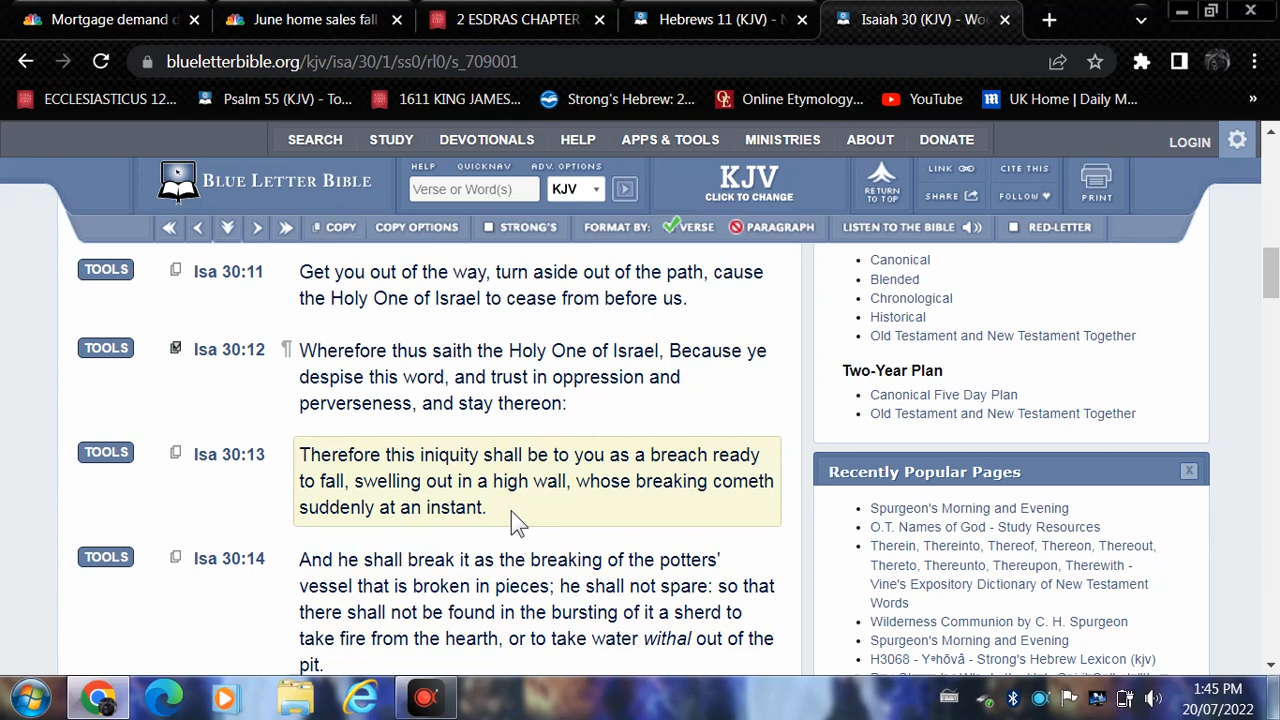 Mortgage demand d
June home sales fall
2 ESDRAS CHAPTER
Hebrews 11 (KJV) - N
Isaiah 30 (KJV) - Wo
blueletterbible.org/kjv/isa/30/1/ss0/rl0/s_709001
ECCLESIASTICUS 12...
Psalm 55 (KJV) - To...
1611 KING JAMES...
Strong's Hebrew: 2...
Online Etymology...
YouTube
UK Home | Daily M...
SEARCH STUDY DEVOTIONALS HELP APPS & TOOLS MINISTRIES ABOUT DONATE
LOGIN
BLUE LETTER BIBLE
HELP QUICKNAV ADV. OPTIONS
Verse or Word(s)
KJV
KJV
CLICK TO CHANGE
RETURN
TO TOP
LINK
CITE THIS
SHARE
FOLLOW
PRINT
COPY COPY OPTIONS STRONG'S FORMAT BY: VERSE PARAGRAPH LISTEN TO THE BIBLE RED-LETTER
TOOLS
Isa 30:11
Get you out of the way, turn aside out of the path, cause
the Holy One of Israel to cease from before us.
TOOLS
Isa 30:12
¶ Wherefore thus saith the Holy One of Israel, Because ye
despise this word, and trust in oppression and
perverseness, and stay thereon:
TOOLS
Isa 30:13
Therefore this iniquity shall be to you as a breach ready
to fall, swelling out in a high wall, whose breaking cometh
suddenly at an instant.
TOOLS
Isa 30:14
And he shall break it as the breaking of the potters'
vessel that is broken in pieces; he shall not spare: so that
there shall not be found in the bursting of it a sherd to
take fire from the hearth, or to take water withal out of the
pit.
Canonical
Blended
Chronological
Historical
Old Testament and New Testament Together
Two-Year Plan
Canonical Five Day Plan
Old Testament and New Testament Together
Recently Popular Pages
Spurgeon's Morning and Evening
O.T. Names of God - Study Resources
Therein, Thereinto, Thereof, Thereon, Thereout,
Thereto, Thereunto, Thereupon, Therewith -
Vine's Expository Dictionary of New Testament
Words
Wilderness Communion by C. H. Spurgeon
Spurgeon's Morning and Evening
H3068 - Yᵊhōvâ - Strong's Hebrew Lexicon (kjv)
1:45 PM
20/07/2022